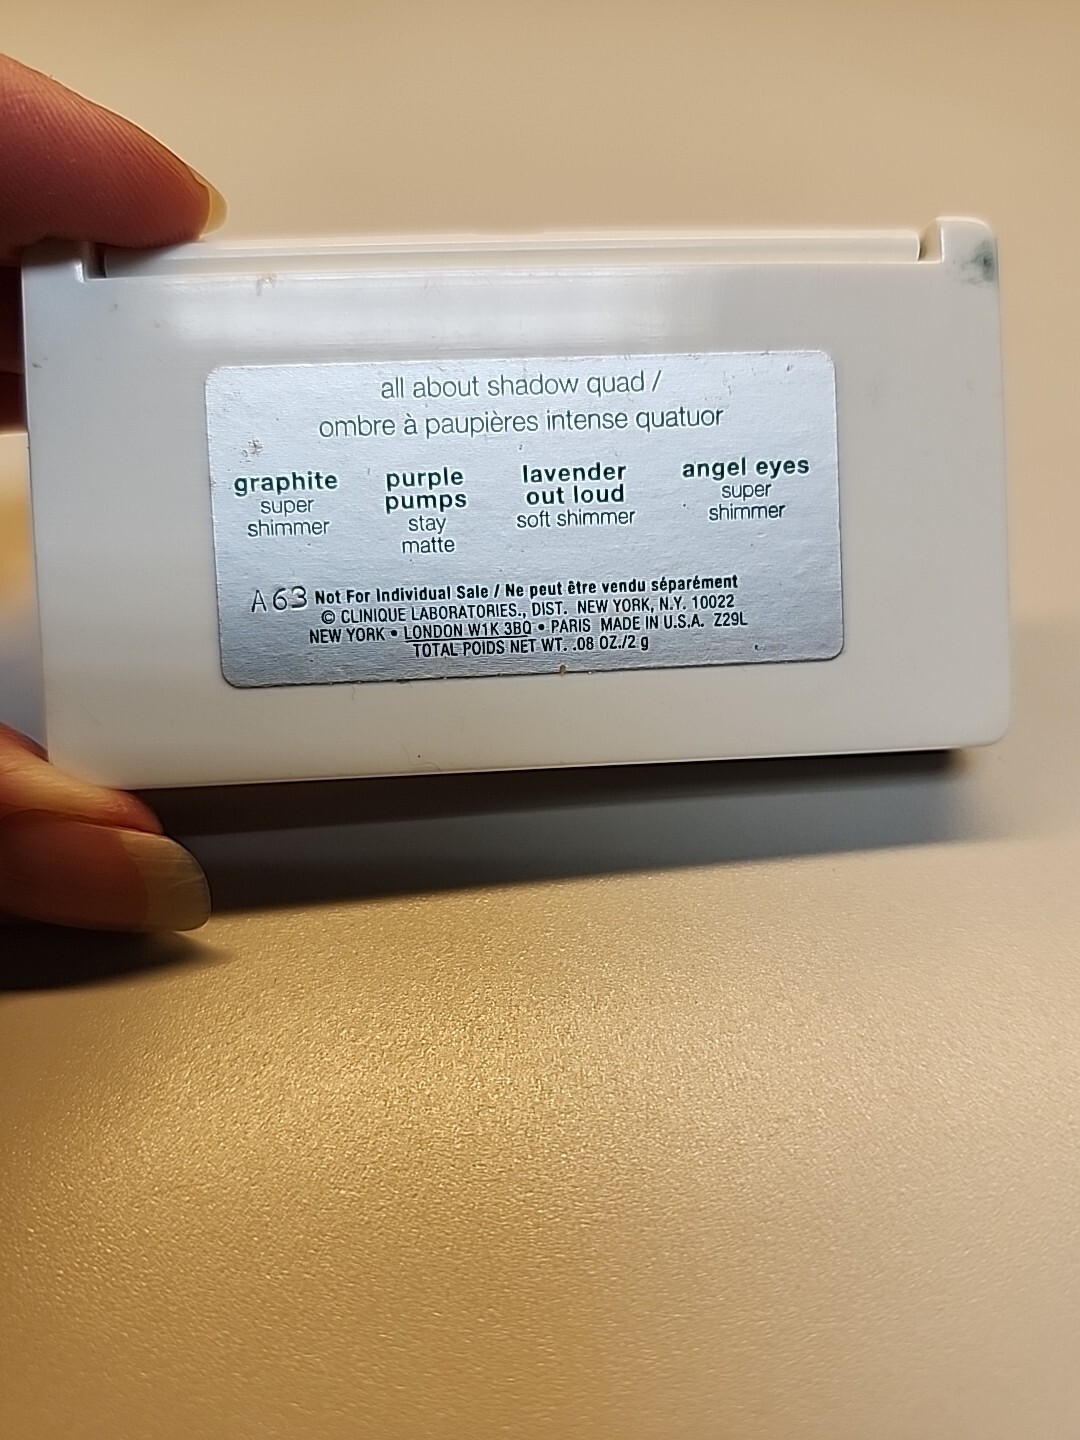 all about shadow quad /
ombre à paupières intense quatuor
graphite
super
shimmer
purple
pumps
stay
matte
lavender
out loud
soft shimmer
angel eyes
super
shimmer
A63 Not For Individual Sale / Ne peut être vendu séparément
© CLINIQUE LABORATORIES., DIST. NEW YORK, N.Y. 10022
NEW YORK • LONDON W1K 3BQ • PARIS MADE IN U.S.A. Z29L
TOTAL POIDS NET WT. .08 OZ./2 g